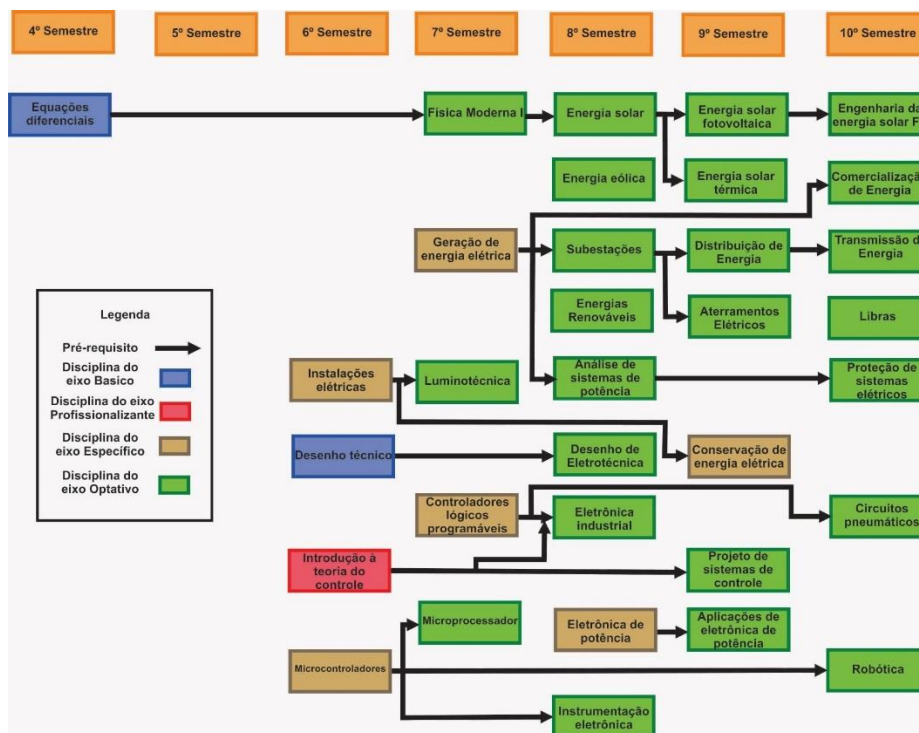 4º Semestre
5º Semestre
6º Semestre
7º Semestre
8º Semestre
9º Semestre
10º Semestre
Equações
diferenciais
Física Moderna I
Energia solar
Energia solar
fotovoltaica
Engenharia da
energia solar F
Energia eólica
Energia solar
térmica
Comercialização
de Energia
Geração de
energia elétrica
Subestações
Distribuição de
Energia
Transmissão d
Energia
Energias
Renováveis
Aterramentos
Elétricos
Libras
Legenda
Pré-requisito
Disciplina do
eixo Basico
Disciplina do eixo
Profissionalizante
Disciplina do
eixo Específico
Disciplina do
eixo Optativo
Instalações
elétricas
Luminotécnica
Análise de
sistemas de
potência
Proteção de
sistemas
elétricos
Desenho técnico
Desenho de
Eletrotécnica
Conservação de
energia elétrica
Controladores
lógicos
programáveis
Eletrônica
industrial
Circuitos
pneumáticos
Introdução à
teoria do
controle
Projeto de
sistemas de
controle
Microprocessador
Eletrônica de
potência
Aplicações de
eletrônica de
potência
Microcontroladores
Robótica
Instrumentação
eletrônica